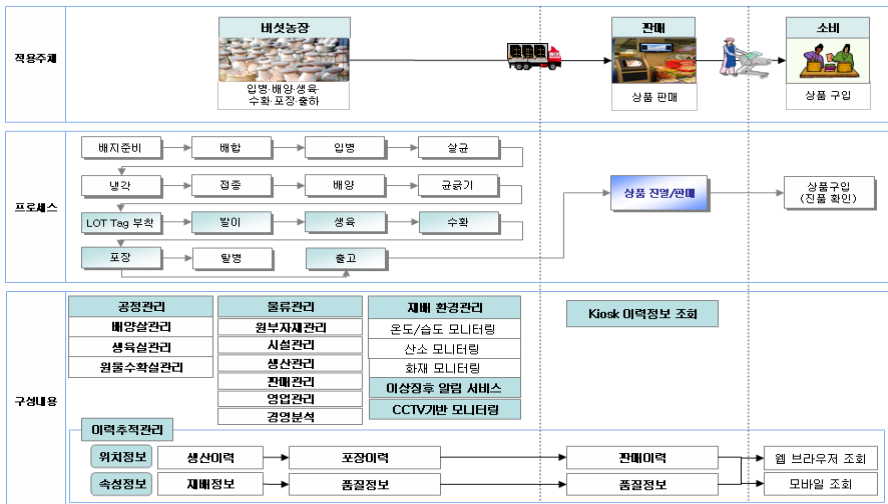 적용주체
버섯농장
입병·배양·생육·
수확·포장·출하
판매
상품 판매
소비
상품 구입
프로세스
배지준비
배합
입병
살균
냉각
접종
배양
균긁기
LOT Tag 부착
발이
생육
수확
포장
탈병
출고
상품 진열/판매
상품구입
(진품 확인)
구성내용
공정관리
배양실관리
생육실관리
원물수확실관리
물류관리
원부자재관리
시설관리
생산관리
판매관리
영업관리
경영분석
재배 환경관리
온도/습도 모니터링
산소 모니터링
화재 모니터링
이상징후 알림 서비스
CCTV기반 모니터링
Kiosk 이력정보 조회
이력추적관리
위치정보
생산이력
포장이력
판매이력
웹 브라우저 조회
속성정보
재배정보
품질정보
품질정보
모바일 조회